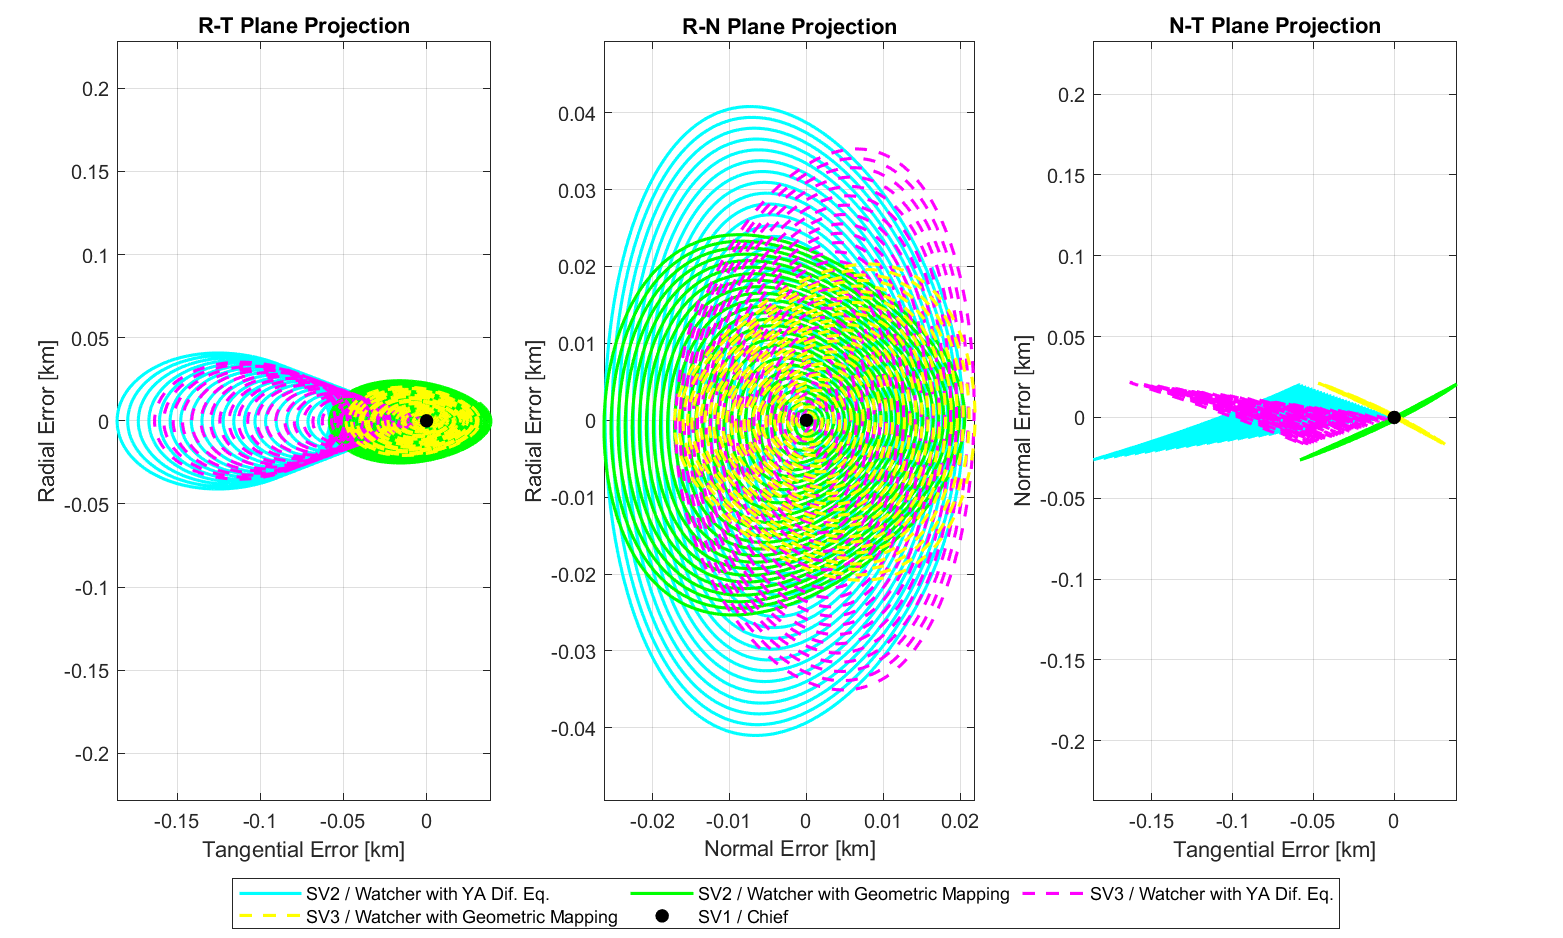 R-T Plane Projection
0.2
0.15
0.1
0.05
0
-0.05
-0.1
-0.15
-0.2
-0.15
-0.1
-0.05
0
Radial Error [km]
Tangential Error [km]
R-N Plane Projection
0.04
0.03
0.02
0.01
0
-0.01
-0.02
-0.03
-0.04
-0.02
-0.01
0
0.01
0.02
Radial Error [km]
Normal Error [km]
N-T Plane Projection
0.2
0.15
0.1
0.05
0
-0.05
-0.1
-0.15
-0.2
-0.15
-0.1
-0.05
0
Normal Error [km]
Tangential Error [km]
SV2 / Watcher with YA Dif. Eq.
SV2 / Watcher with Geometric Mapping
SV3 / Watcher with YA Dif. Eq.
SV3 / Watcher with Geometric Mapping
SV1 / Chief